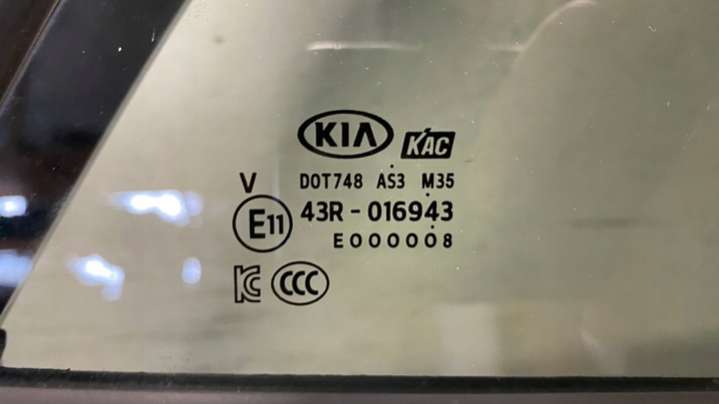 KIA KAC
V DOT748 AS3 M35
E11 43R-016943
E000008
KC CCC